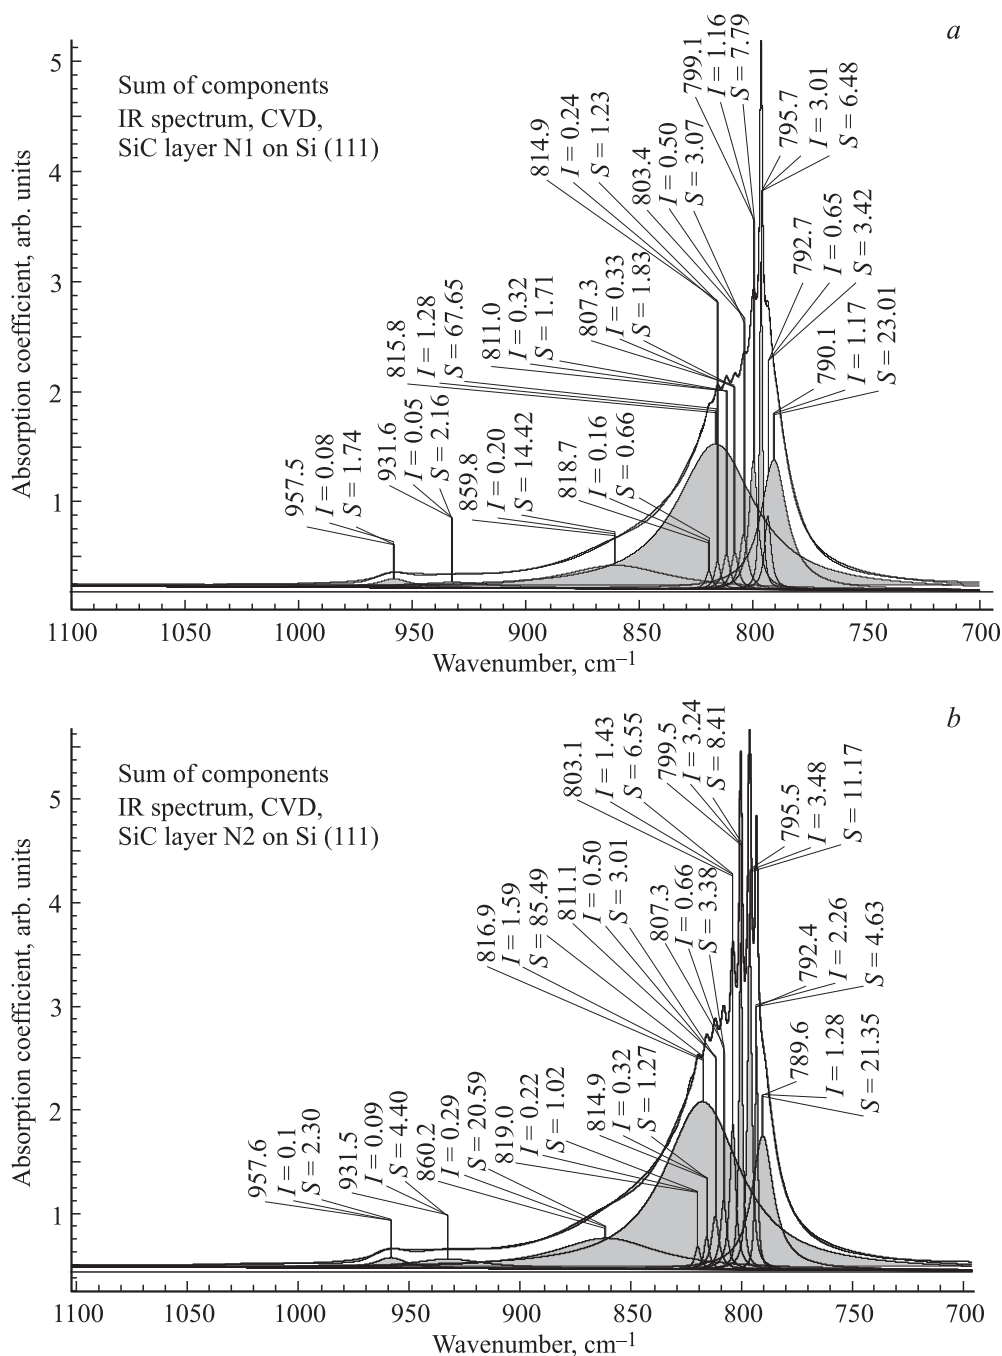 a
Sum of components
IR spectrum, CVD,
SiC layer N1 on Si (111)
Absorption coefficient, arb. units
5
4
3
2
1
957.5
I = 0.08
S = 1.74
931.6
I = 0.05
S = 2.16
859.8
I = 0.20
S = 14.42
818.7
I = 0.16
S = 0.66
815.8
I = 1.28
S = 67.65
811.0
I = 0.32
S = 1.71
807.3
I = 0.33
S = 1.83
814.9
I = 0.24
S = 1.23
803.4
I = 0.50
S = 3.07
799.1
I = 1.16
S = 7.79
795.7
I = 3.01
S = 6.48
792.7
I = 0.65
S = 3.42
790.1
I = 1.17
S = 23.01
1100 1050 1000 950 900 850 800 750 700
Wavenumber, cm⁻¹
b
Sum of components
IR spectrum, CVD,
SiC layer N2 on Si (111)
Absorption coefficient, arb. units
5
4
3
2
1
957.6
I = 0.1
S = 2.30
931.5
I = 0.09
S = 4.40
860.2
I = 0.29
S = 20.59
819.0
I = 0.22
S = 1.02
814.9
I = 0.32
S = 1.27
816.9
I = 1.59
S = 85.49
811.1
I = 0.50
S = 3.01
807.3
I = 0.66
S = 3.38
803.1
I = 1.43
S = 6.55
799.5
I = 3.24
S = 8.41
795.5
I = 3.48
S = 11.17
792.4
I = 2.26
S = 4.63
789.6
I = 1.28
S = 21.35
1100 1050 1000 950 900 850 800 750 700
Wavenumber, cm⁻¹